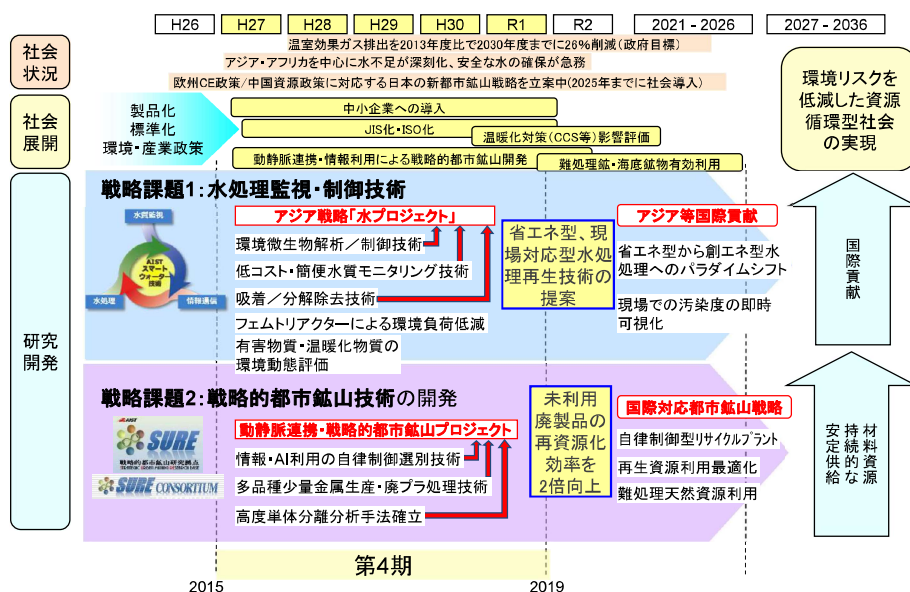 H26 H27 H28 H29 H30 R1 R2 2021 - 2026 2027 - 2036
社会
状況
温室効果ガス排出を2013年度比で2030年度までに26%削減(政府目標)
アジア・アフリカを中心に水不足が深刻化、安全な水の確保が急務
欧州CE政策/中国資源政策に対応する日本の新都市鉱山戦略を立案中(2025年までに社会導入)
環境リスクを
低減した資源
循環型社会
の実現
社会
展開
製品化
標準化
環境・産業政策
中小企業への導入
JIS化・ISO化
温暖化対策(CCS等)影響評価
動静脈連携・情報利用による戦略的都市鉱山開発
難処理鉱・海底鉱物有効利用
研究
開発
戦略課題1:水処理監視・制御技術
水質監視
AIST
スマート
ウォーター
技術
水処理
情報通信
アジア戦略「水プロジェクト」
環境微生物解析/制御技術
低コスト・簡便水質モニタリング技術
吸着/分解除去技術
フェムトリアクターによる環境負荷低減
有害物質・温暖化物質の
環境動態評価
省エネ型、現
場対応型水処
理再生技術の
提案
アジア等国際貢献
省エネ型から創エネ型水
処理へのパラダイムシフト
現場での汚染度の即時
可視化
国際貢献
戦略課題2:戦略的都市鉱山技術の開発
AIST
SURE
戦略的都市鉱山研究拠点
SURE CONSORTIUM
動静脈連携・戦略的都市鉱山プロジェクト
情報・AI利用の自律制御選別技術
多品種少量金属生産・廃プラ処理技術
高度単体分離分析手法確立
未利用
廃製品の
再資源化
効率を
2倍向上
国際対応都市鉱山戦略
自律制御型リサイクルプラント
再生資源利用最適化
難処理天然資源利用
材料資源
持続的な
安定供給
第4期
2015
2019